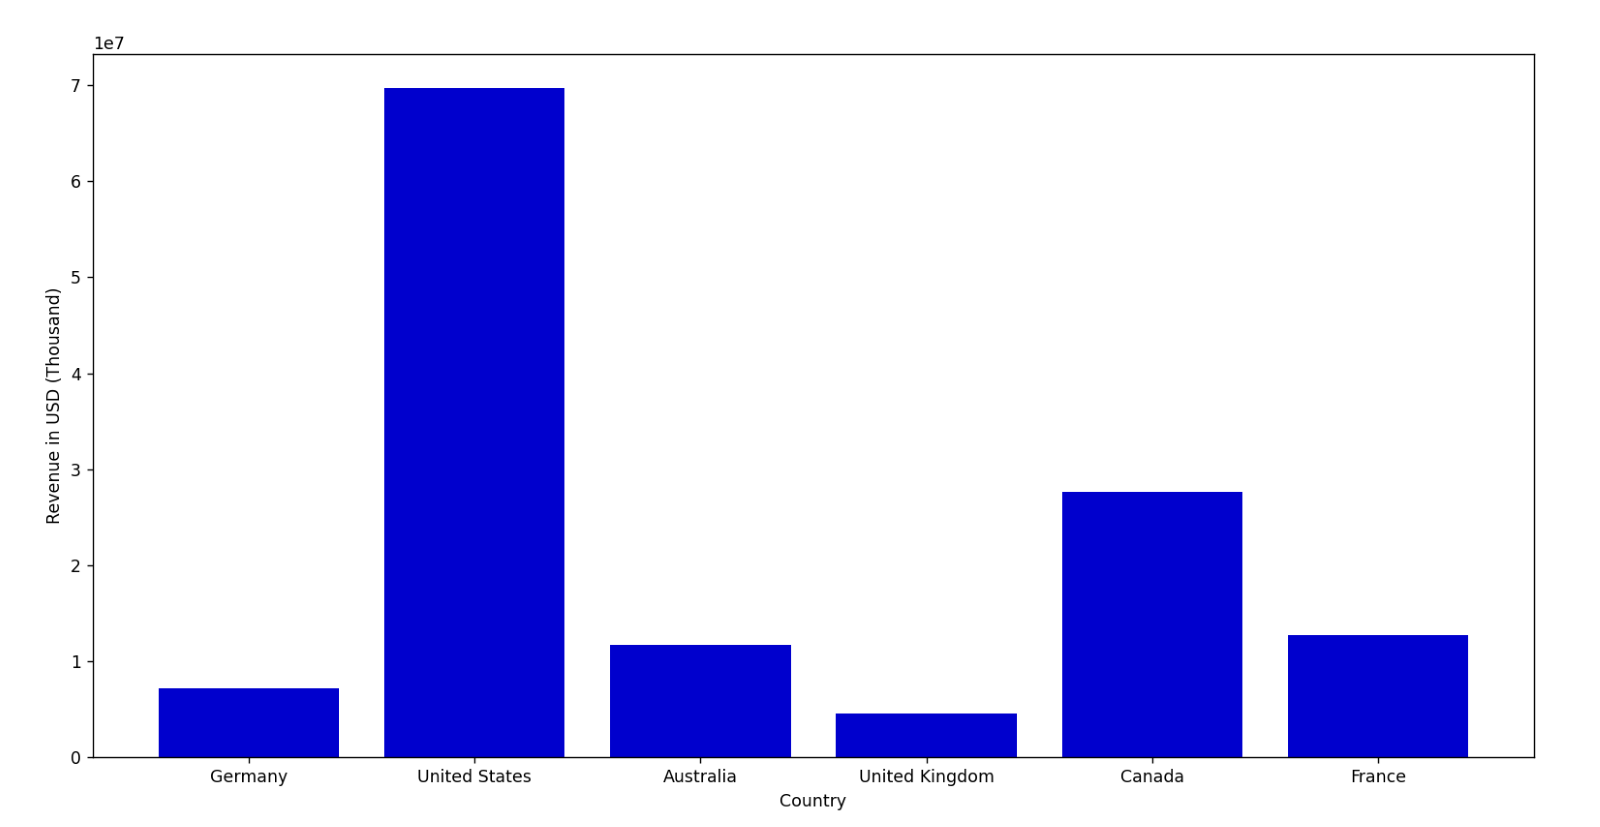 1e7
7
6
5
4
3
2
1
0
Revenue in USD (Thousand)
Germany United States Australia United Kingdom Canada France
Country